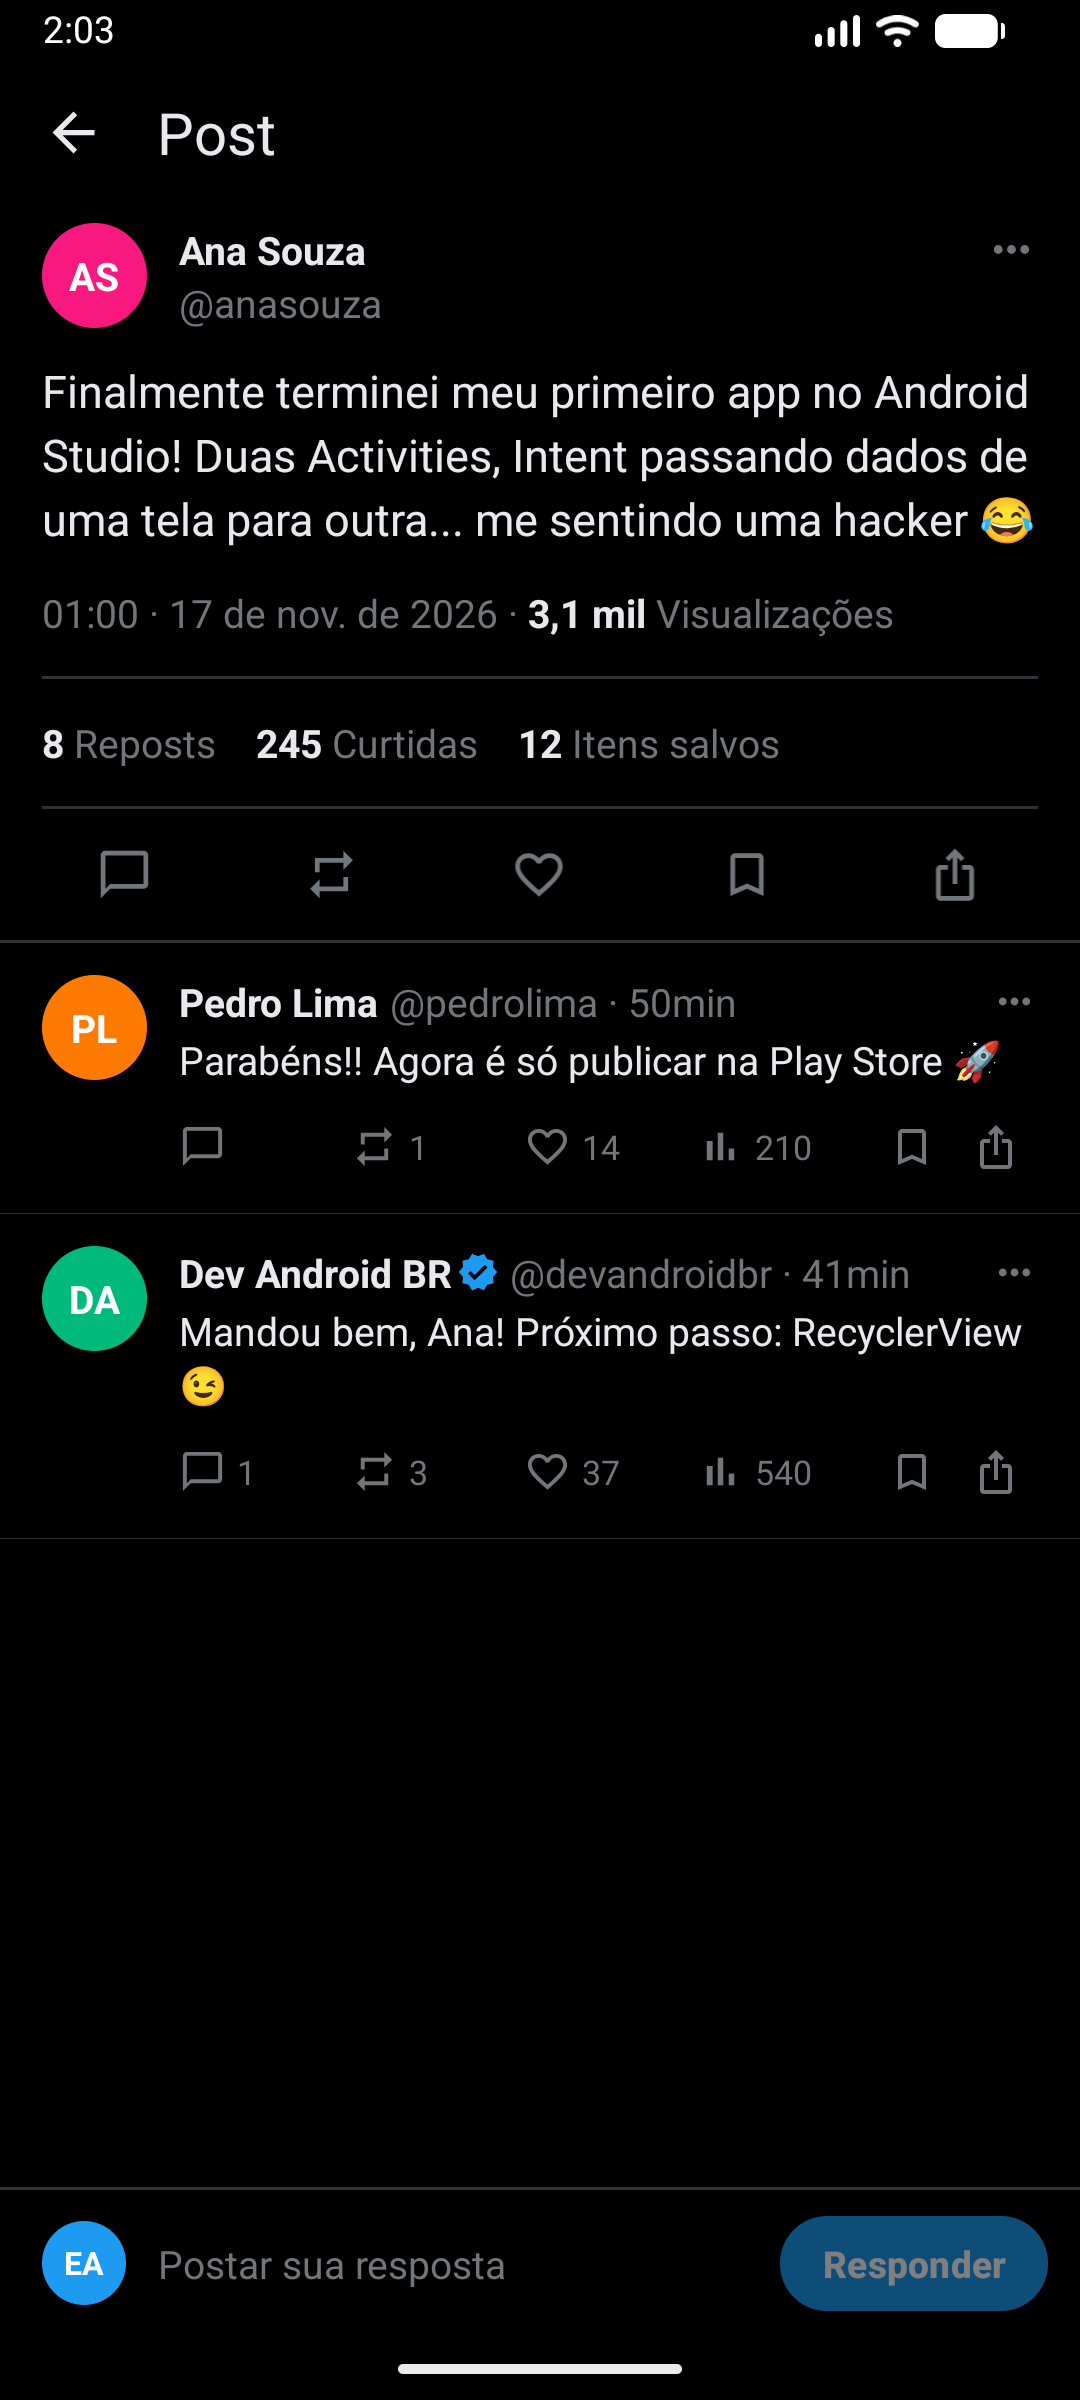 2:03
Post
AS
Ana Souza
@anasouza
Finalmente terminei meu primeiro app no Android
Studio! Duas Activities, Intent passando dados de
uma tela para outra... me sentindo uma hacker 😂
01:00 · 17 de nov. de 2026 · 3,1 mil Visualizações
8 Reposts 245 Curtidas 12 Itens salvos
PL
Pedro Lima @pedrolima · 50min
Parabéns!! Agora é só publicar na Play Store 🚀
1 14 210
DA
Dev Android BR @devandroidbr · 41min
Mandou bem, Ana! Próximo passo: RecyclerView
😉
1 3 37 540
EA
Postar sua resposta
Responder